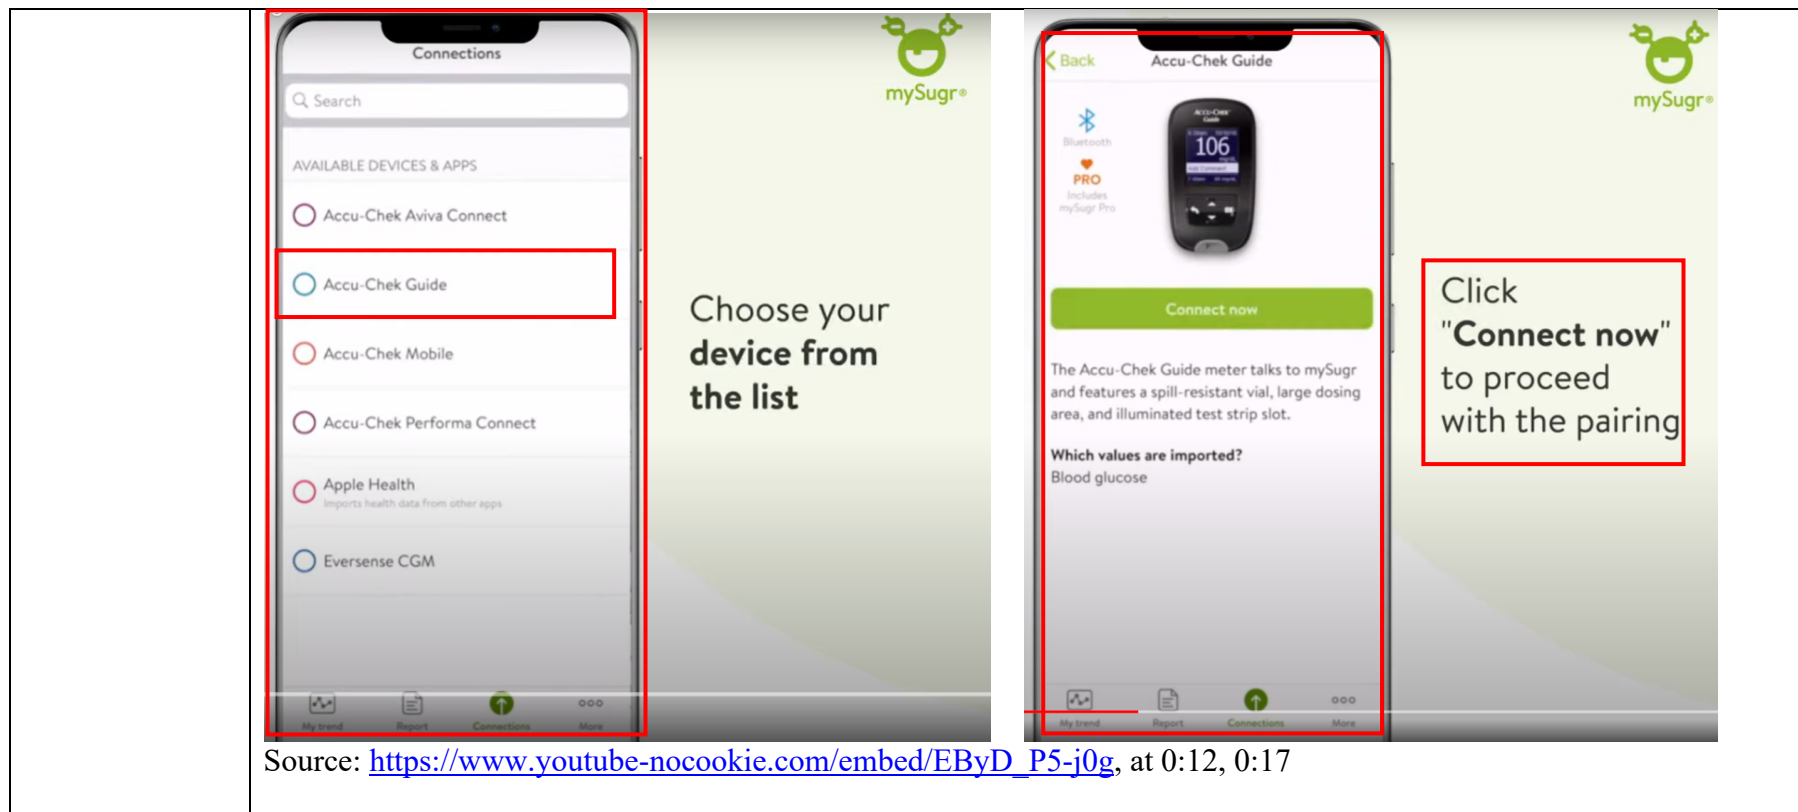 Connections
Search
AVAILABLE DEVICES & APPS
Accu-Chek Aviva Connect
Accu-Chek Guide
Accu-Chek Mobile
Accu-Chek Performa Connect
Apple Health
Imports health data from other apps
Eversense CGM
My trend Report Connections More
mySugr®
Choose your
device from
the list
Back Accu-Chek Guide
Bluetooth
PRO
Includes
mySugr Pro
ACCU-CHEK
Guide
106
mg/dL
Connect now
The Accu-Chek Guide meter talks to mySugr
and features a spill-resistant vial, large dosing
area, and illuminated test strip slot.
Which values are imported?
Blood glucose
My trend Report Connections More
mySugr®
Click
"Connect now"
to proceed
with the pairing
Source: https://www.youtube-nocookie.com/embed/EByD_P5-j0g, at 0:12, 0:17